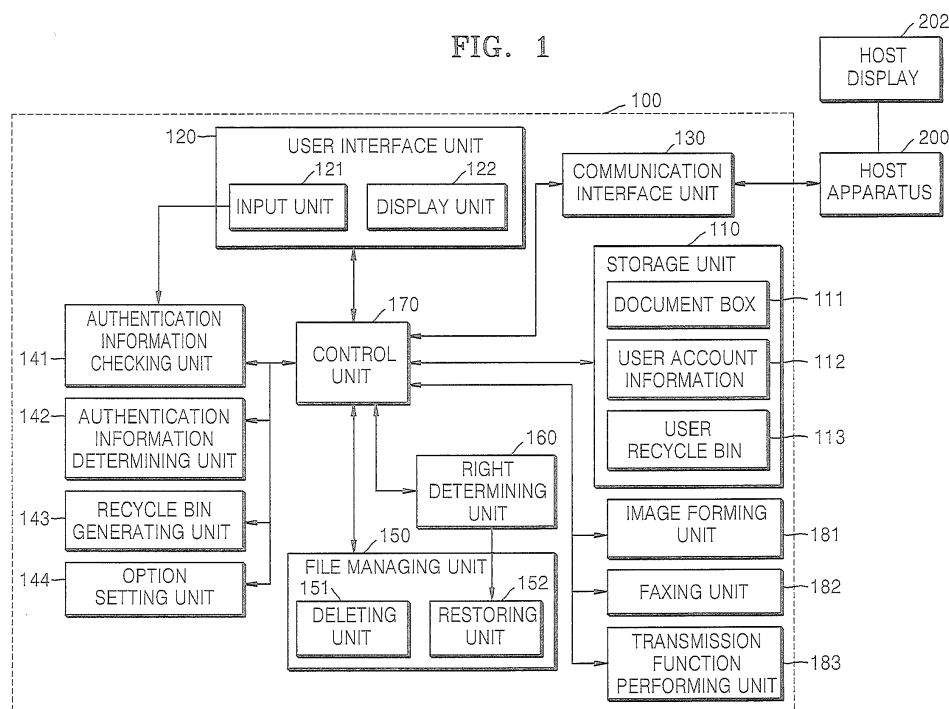 FIG. 1
202
HOST
DISPLAY
100
120
USER INTERFACE UNIT
121
INPUT UNIT
122
DISPLAY UNIT
130
COMMUNICATION
INTERFACE UNIT
200
HOST
APPARATUS
110
STORAGE UNIT
DOCUMENT BOX
111
USER ACCOUNT
INFORMATION
112
USER
RECYCLE BIN
113
170
CONTROL
UNIT
AUTHENTICATION
INFORMATION
CHECKING UNIT
141
142
AUTHENTICATION
INFORMATION
DETERMINING UNIT
143
RECYCLE BIN
GENERATING UNIT
144
OPTION
SETTING UNIT
160
RIGHT
DETERMINING
UNIT
150
FILE MANAGING UNIT
151
DELETING
UNIT
152
RESTORING
UNIT
IMAGE FORMING
UNIT
181
FAXING UNIT
182
TRANSMISSION
FUNCTION
PERFORMING UNIT
183